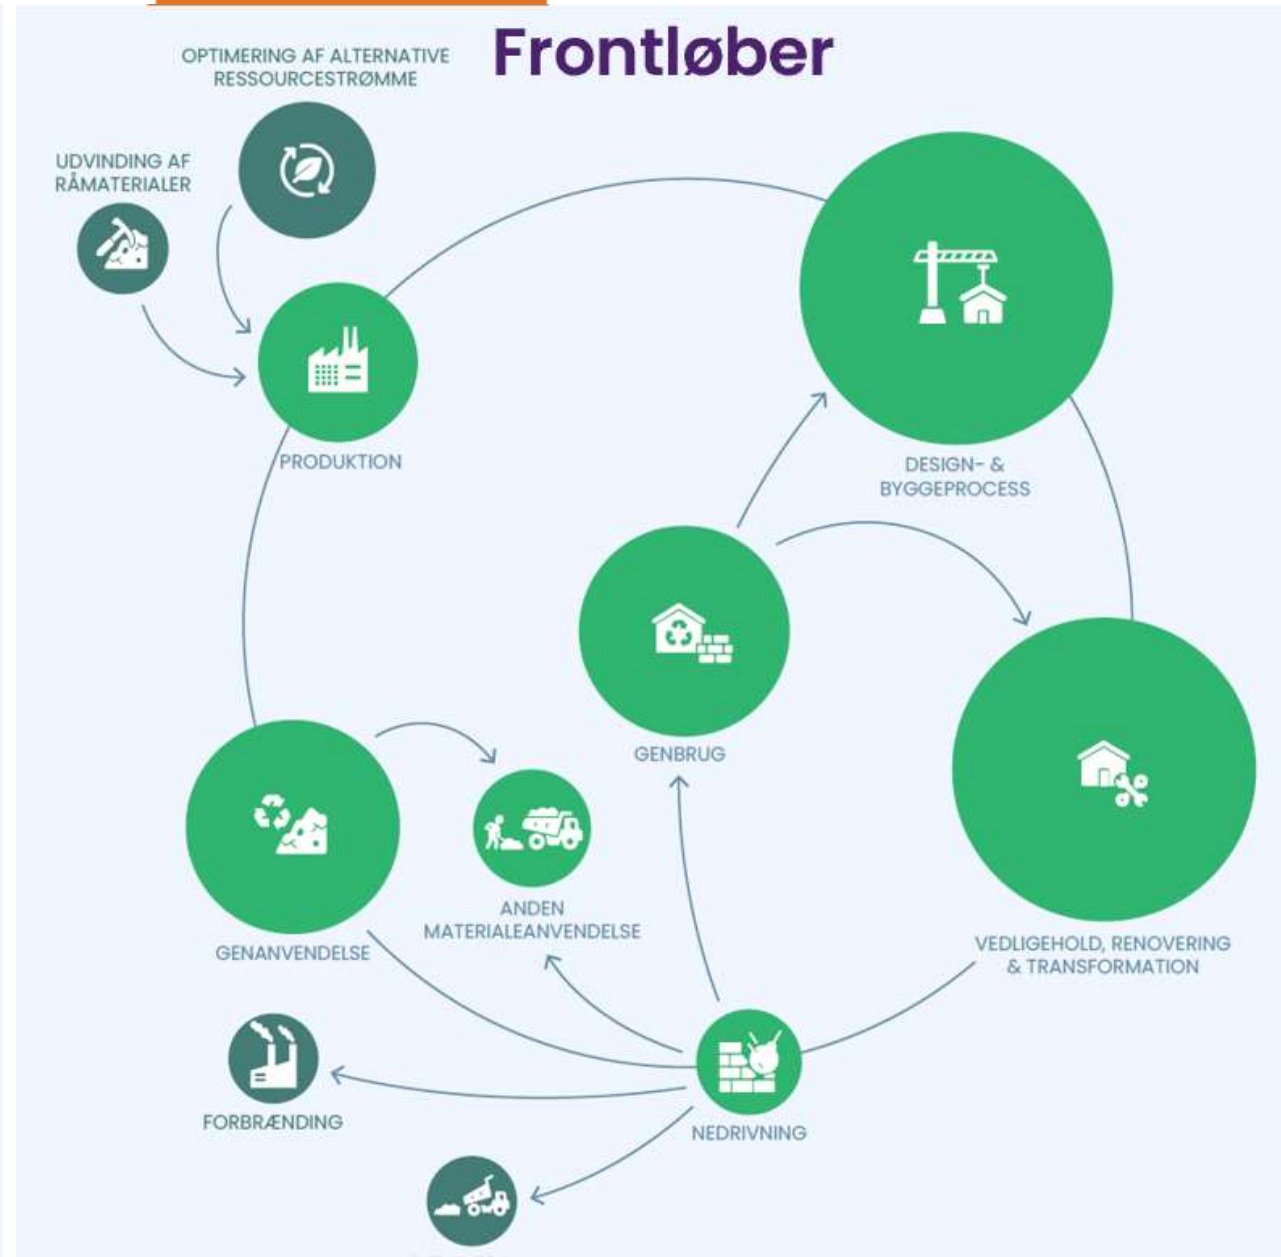 Frontløber
OPTIMERING AF ALTERNATIVE
RESSOURCESTRØMME
UDVINDING AF
RÅMATERIALER
PRODUKTION
DESIGN- &
BYGGEPROCESS
GENBRUG
ANDEN
MATERIALEANVENDELSE
GENANVENDELSE
VEDLIGEHOLD, RENOVERING
& TRANSFORMATION
FORBRÆNDING
NEDRIVNING